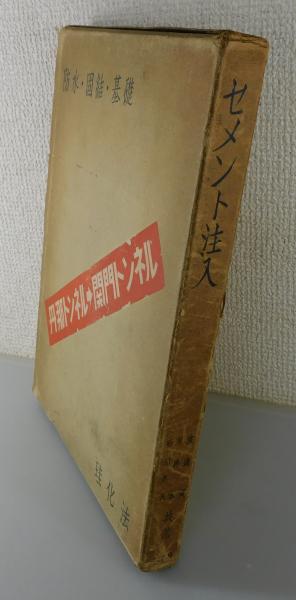 防水・固結・基礎
丹那トンネル→関門トンネル
珪化法
セメント注入